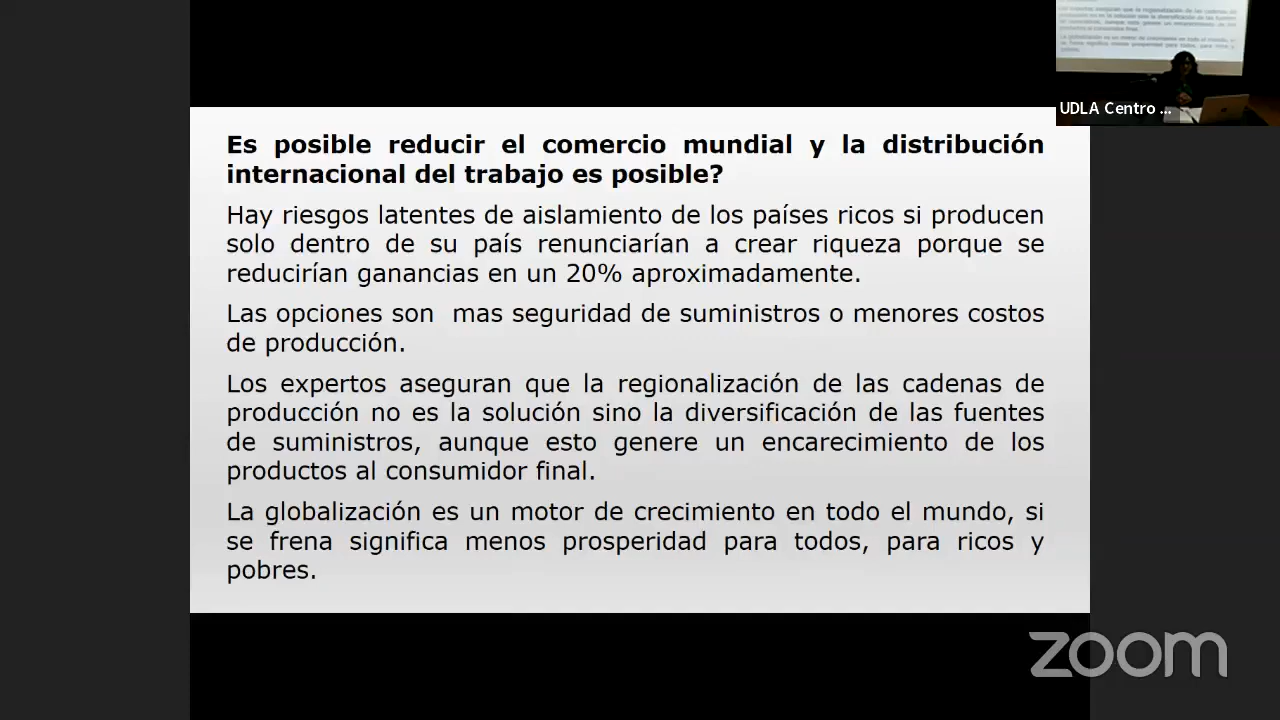 UDLA Centro ...
Es posible reducir el comercio mundial y la distribución
internacional del trabajo es posible?
Hay riesgos latentes de aislamiento de los países ricos si producen
solo dentro de su país renunciarían a crear riqueza porque se
reducirían ganancias en un 20% aproximadamente.
Las opciones son  mas seguridad de suministros o menores costos
de producción.
Los expertos aseguran que la regionalización de las cadenas de
producción no es la solución sino la diversificación de las fuentes
de suministros, aunque esto genere un encarecimiento de los
productos al consumidor final.
La globalización es un motor de crecimiento en todo el mundo, si
se frena significa menos prosperidad para todos, para ricos y
pobres.
zoom